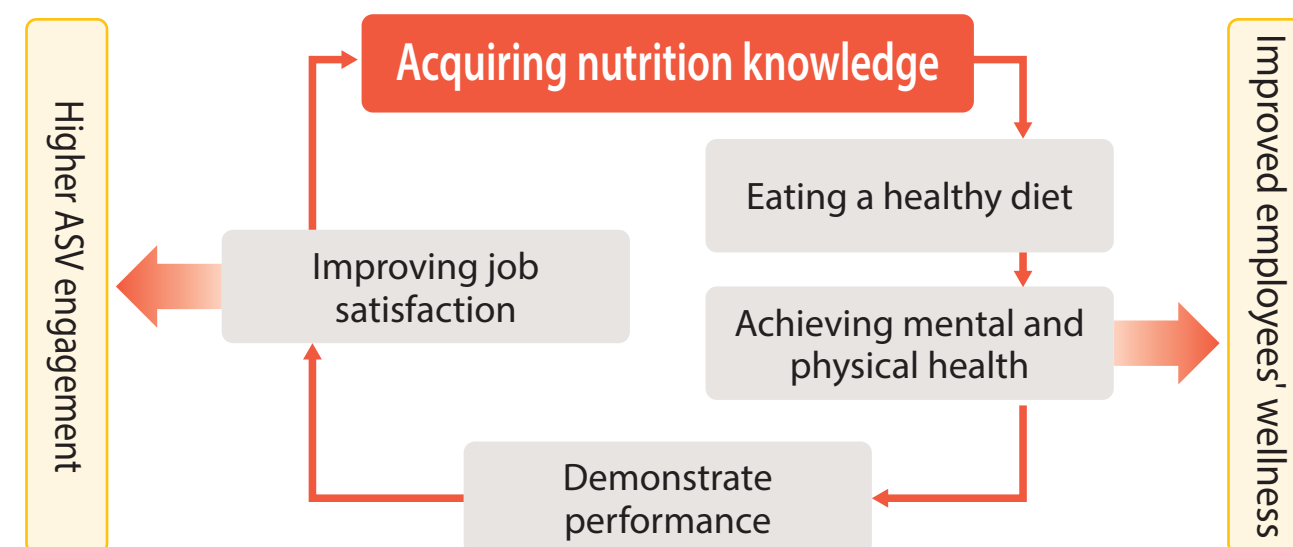 Acquiring nutrition knowledge
Eating a healthy diet
Achieving mental and
physical health
Demonstrate
performance
Improving job
satisfaction
Higher ASV engagement
Improved employees' wellness